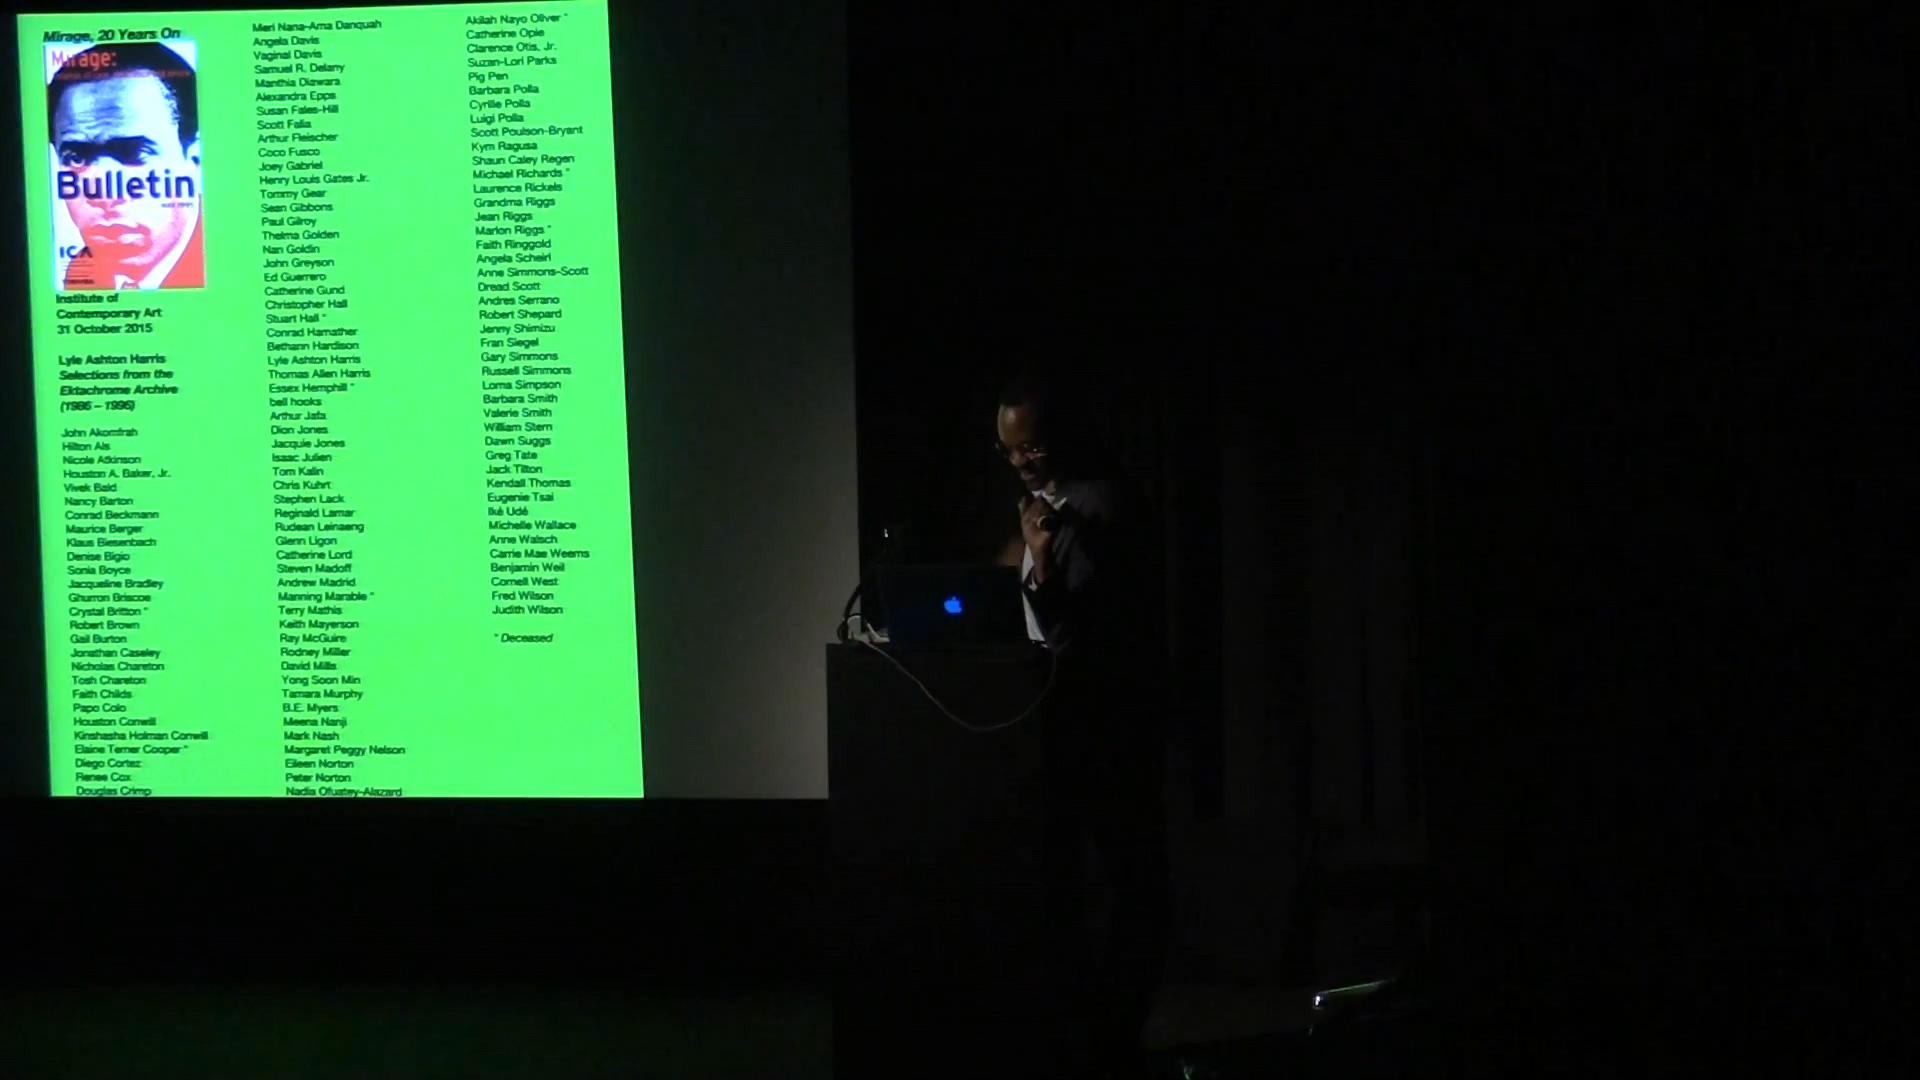 Mirage, 20 Years On
Mirage:
Bulletin
MAY 1995
ICA
TOSHIBA
Institute of
Contemporary Art
31 October 2015
Lyle Ashton Harris
Selections from the
Ektachrome Archive
(1986 – 1996)
John Akomfrah
Hilton Als
Nicole Atkinson
Houston A. Baker, Jr.
Vivek Bald
Nancy Barton
Conrad Beckmann
Maurice Berger
Klaus Biesenbach
Denise Bigio
Sonia Boyce
Jacqueline Bradley
Ghurron Briscoe
Crystal Britton *
Robert Brown
Gail Burton
Jonathan Caseley
Nicholas Chareton
Tosh Chareton
Faith Childs
Papo Colo
Houston Conwill
Kinshasha Holman Conwill
Elaine Terner Cooper *
Diego Cortez
Renee Cox
Douglas Crimp
Meri Nana-Ama Danquah
Angela Davis
Vaginal Davis
Samuel R. Delany
Manthia Diawara
Alexandra Epps
Susan Fales-Hill
Scott Falia
Arthur Fleischer
Coco Fusco
Joey Gabriel
Henry Louis Gates Jr.
Tommy Gear
Sean Gibbons
Paul Gilroy
Thelma Golden
Nan Goldin
John Greyson
Ed Guerrero
Catherine Gund
Christopher Hall
Stuart Hall *
Conrad Hamather
Bethann Hardison
Lyle Ashton Harris
Thomas Allen Harris
Essex Hemphill *
bell hooks
Arthur Jafa
Dion Jones
Jacquie Jones
Isaac Julien
Tom Kalin
Chris Kuhrt
Stephen Lack
Reginald Lamar
Rudean Leinaeng
Glenn Ligon
Catherine Lord
Steven Madoff
Andrew Madrid
Manning Marable *
Terry Mathis
Keith Mayerson
Ray McGuire
Rodney Miller
David Mills
Yong Soon Min
Tamara Murphy
B.E. Myers
Meena Nanji
Mark Nash
Margaret Peggy Nelson
Eileen Norton
Peter Norton
Nadia Ofuatey-Alazard
Akilah Nayo Oliver *
Catherine Opie
Clarence Otis, Jr.
Suzan-Lori Parks
Pig Pen
Barbara Polla
Cyrille Polla
Luigi Polla
Scott Poulson-Bryant
Kym Ragusa
Shaun Caley Regen
Michael Richards *
Laurence Rickels
Grandma Riggs
Jean Riggs
Marlon Riggs *
Faith Ringgold
Angela Scheirl
Anne Simmons-Scott
Dread Scott
Andres Serrano
Robert Shepard
Jenny Shimizu
Fran Siegel
Gary Simmons
Russell Simmons
Lorna Simpson
Barbara Smith
Valerie Smith
William Stern
Dawn Suggs
Greg Tate
Jack Tilton
Kendall Thomas
Eugenie Tsai
Iké Udé
Michelle Wallace
Anne Walsch
Carrie Mae Weems
Benjamin Weil
Cornell West
Fred Wilson
Judith Wilson
* Deceased